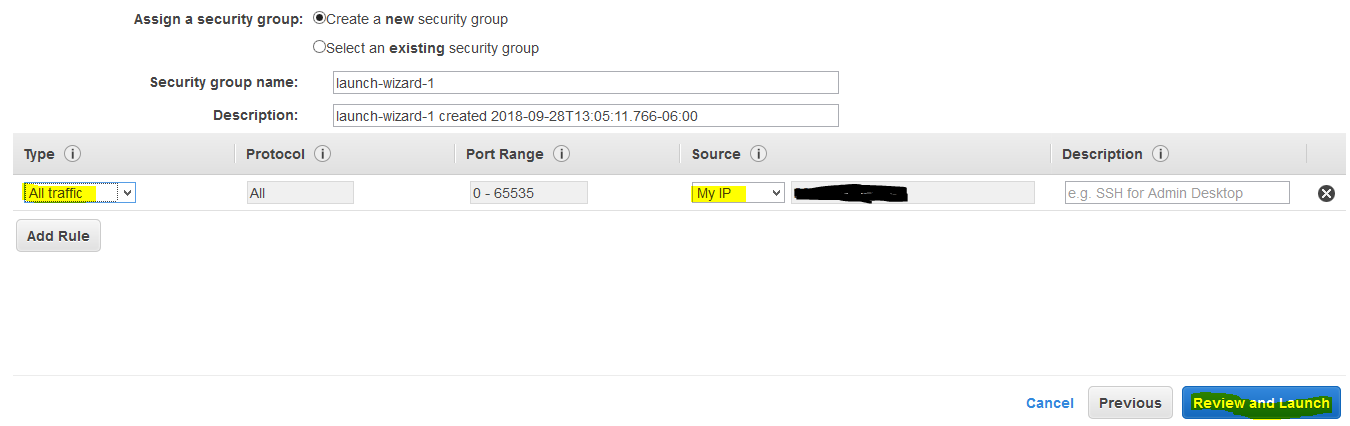 Assign a security group: Create a new security group
Select an existing security group
Security group name: launch-wizard-1
Description: launch-wizard-1 created 2018-09-28T13:05:11.766-06:00
Type i Protocol i Port Range i Source i Description i
All traffic All 0 - 65535 My IP e.g. SSH for Admin Desktop
Add Rule
Cancel Previous Review and Launch